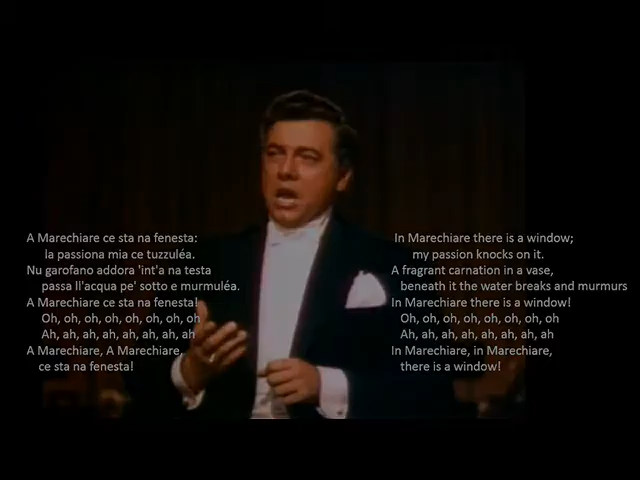 A Marechiare ce sta na fenesta:
la passiona mia ce tuzzuléa.
Nu garofano addora 'int'a na testa
passa ll'acqua pe' sotto e murmuléa.
A Marechiare ce sta na fenesta!
Oh, oh, oh, oh, oh, oh, oh, oh
Ah, ah, ah, ah, ah, ah, ah, ah
A Marechiare, A Marechiare,
ce sta na fenesta!
In Marechiare there is a window;
my passion knocks on it.
A fragrant carnation in a vase,
beneath it the water breaks and murmurs
In Marechiare there is a window!
Oh, oh, oh, oh, oh, oh, oh, oh
Ah, ah, ah, ah, ah, ah, ah, ah
In Marechiare, in Marechiare,
there is a window!